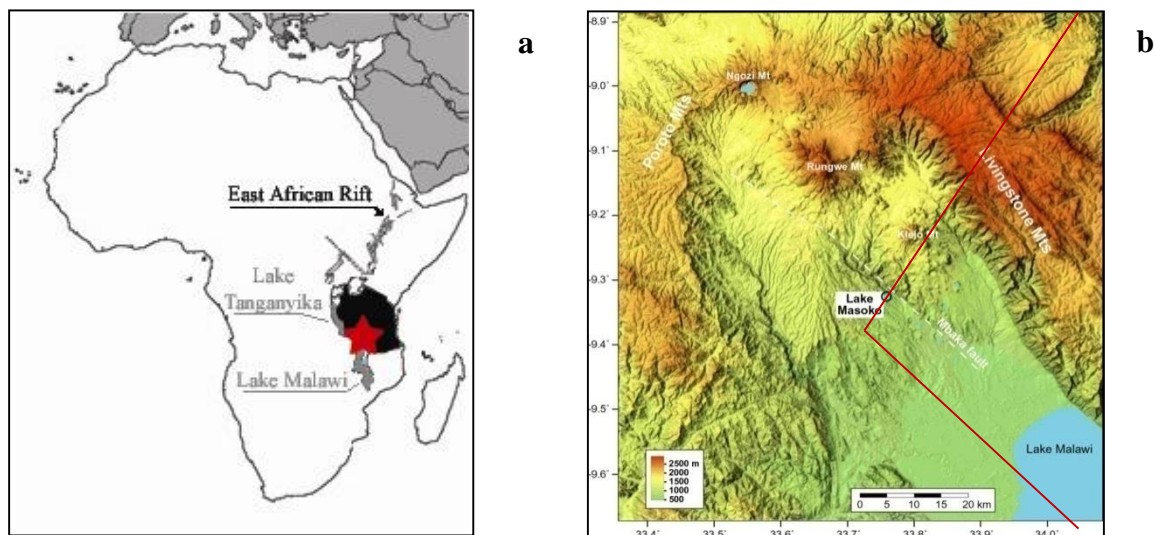 a
East African Rift
Lake
Tanganyika
Lake Malawi
b
-8.9°
-9.0°
-9.1°
-9.2°
-9.3°
-9.4°
-9.5°
-9.6°
Ngozi Mt
Poroto Mts
Rungwe Mt
Livingstone Mts
Kiejo Mt
Lake
Masoko
Mbaka fault
Lake Malawi
2500 m
2000
1500
1000
500
0 5 10 15 20 km
33.4°
33.5°
33.6°
33.7°
33.8°
33.9°
34.0°